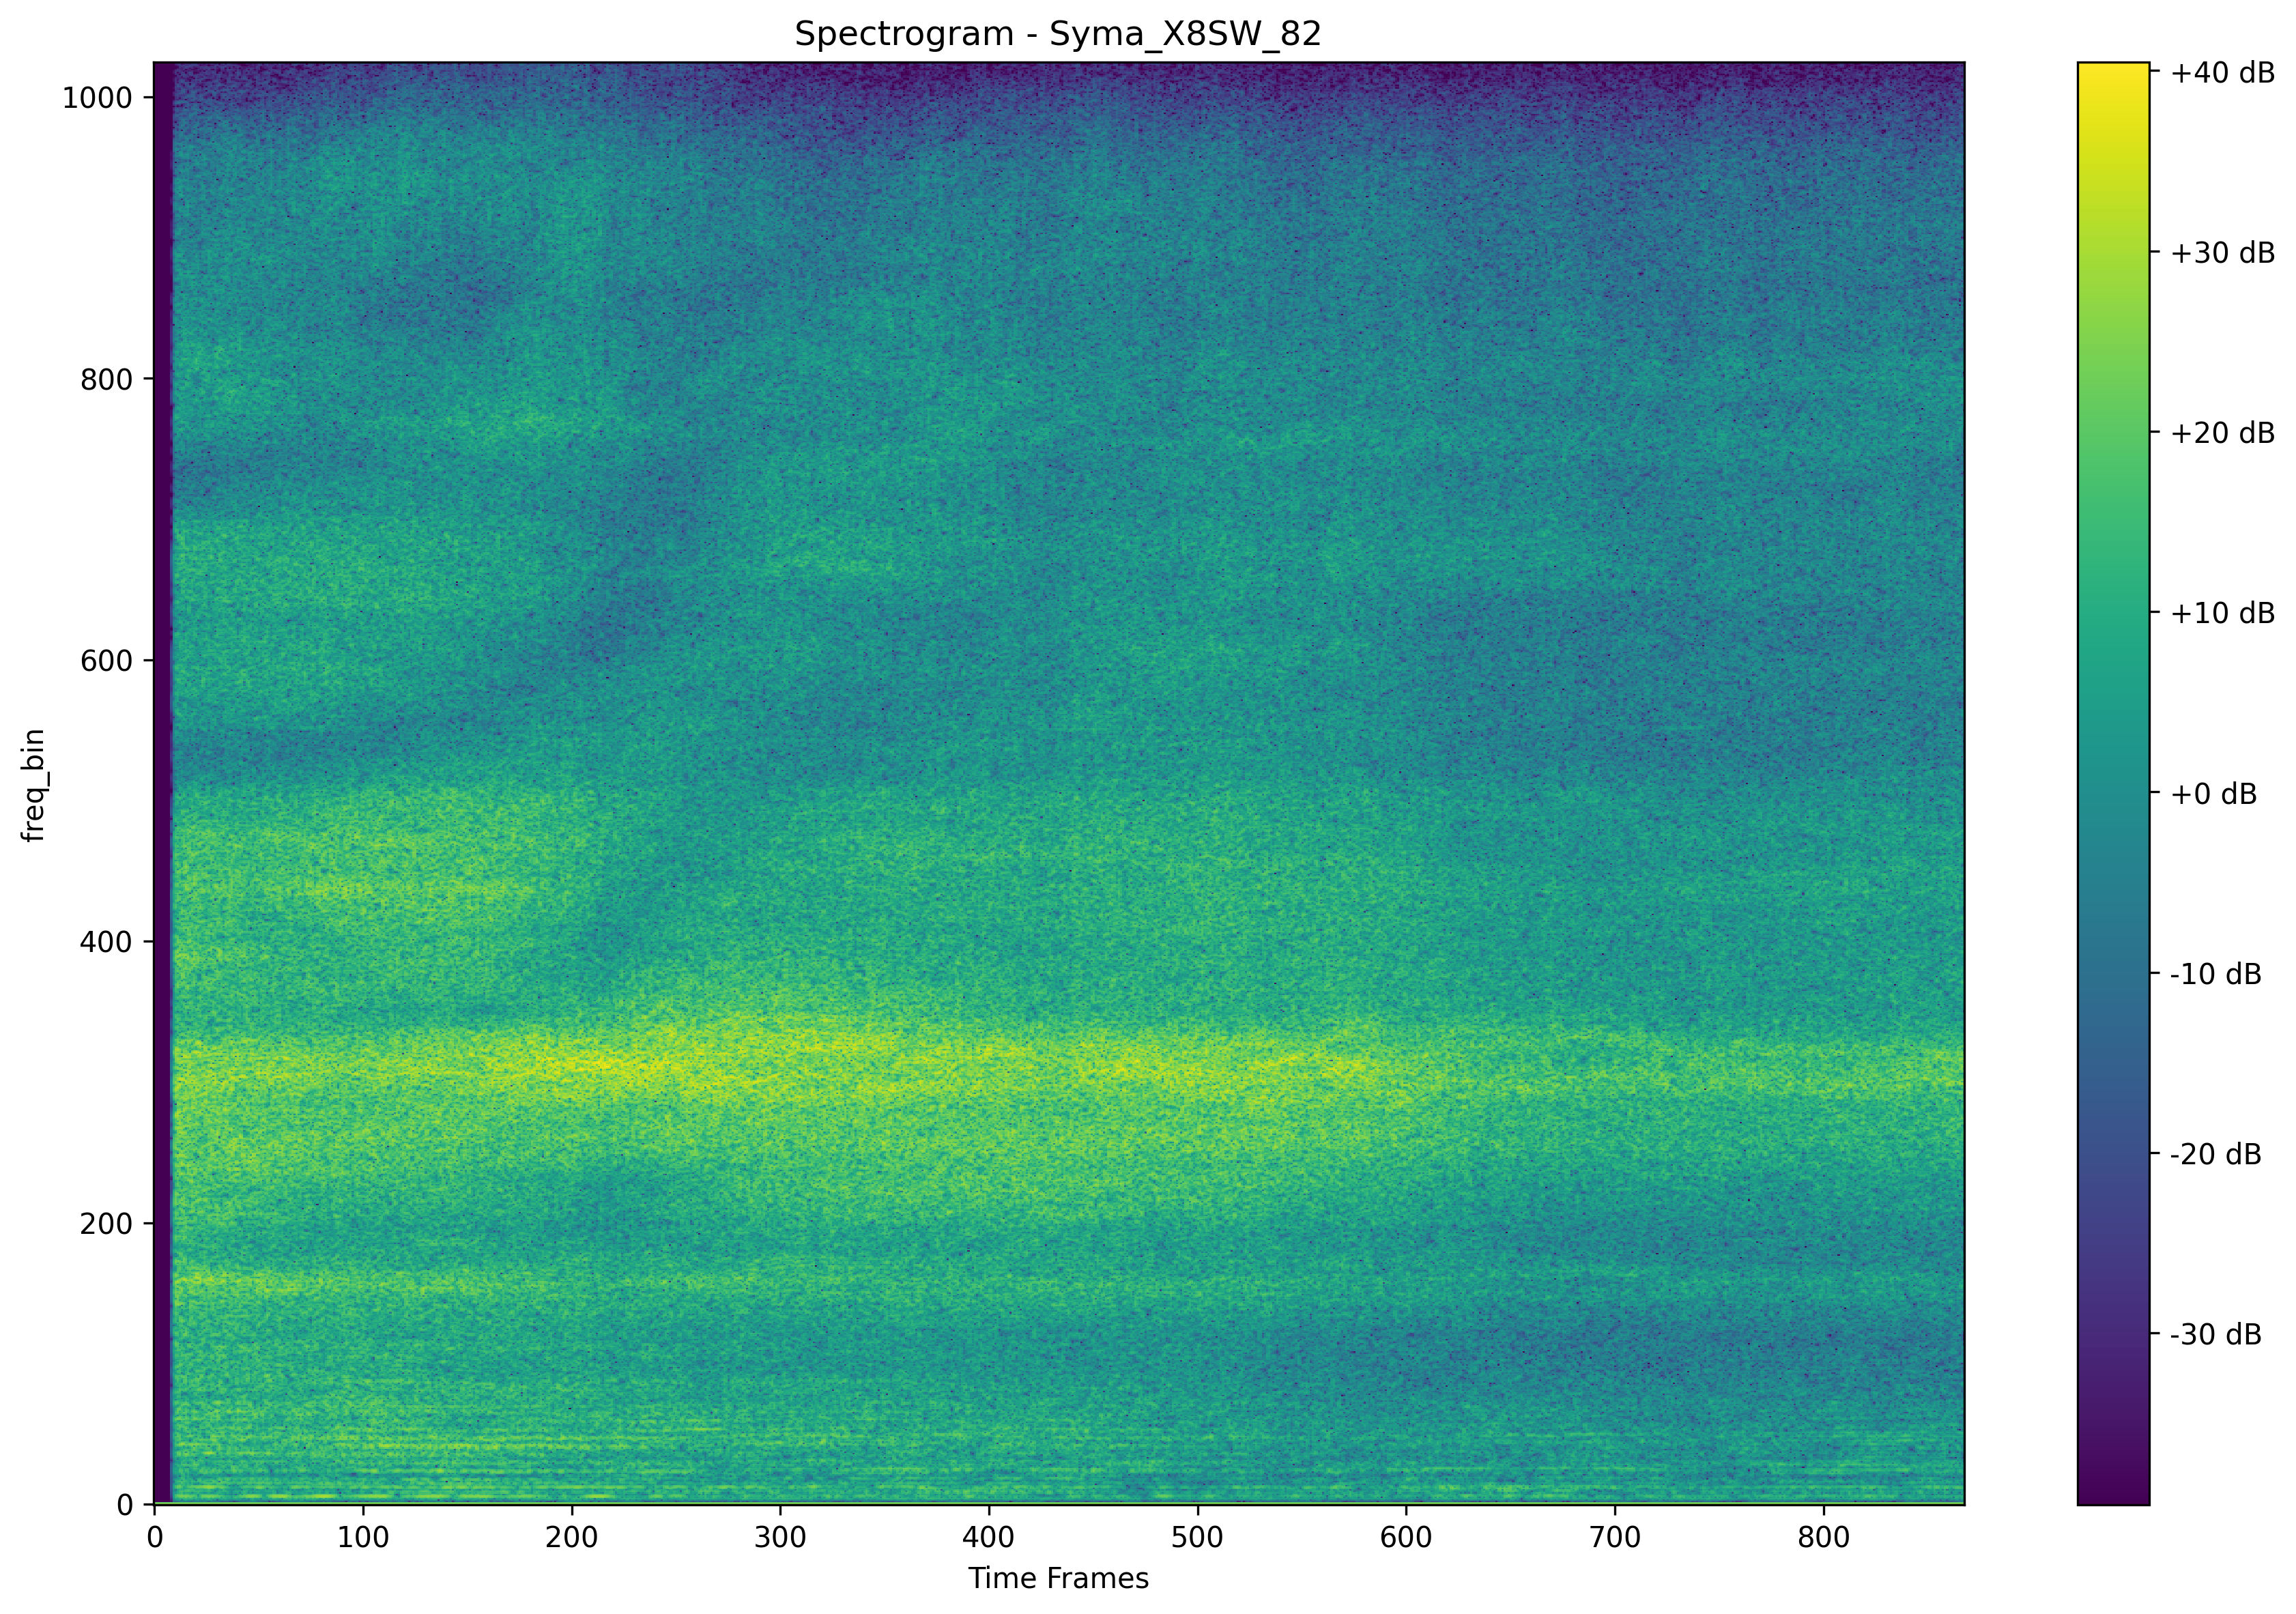 Spectrogram - Syma_X8SW_82
freq_bin
1000
800
600
400
200
0
0 100 200 300 400 500 600 700 800
Time Frames
+40 dB
+30 dB
+20 dB
+10 dB
+0 dB
-10 dB
-20 dB
-30 dB